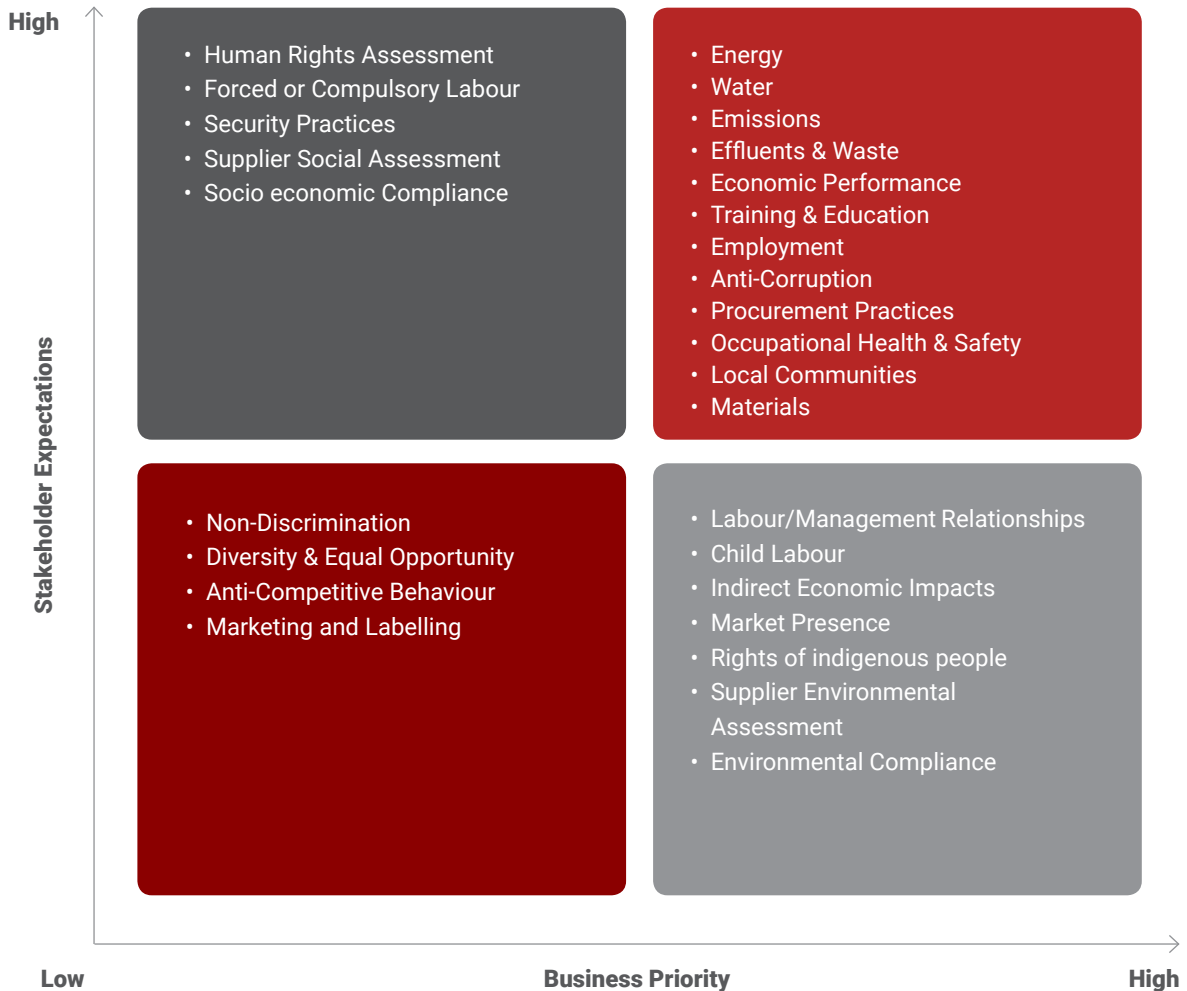 High
• Human Rights Assessment
• Forced or Compulsory Labour
• Security Practices
• Supplier Social Assessment
• Socio economic Compliance
• Energy
• Water
• Emissions
• Effluents & Waste
• Economic Performance
• Training & Education
• Employment
• Anti-Corruption
• Procurement Practices
• Occupational Health & Safety
• Local Communities
• Materials
Stakeholder Expectations
• Non-Discrimination
• Diversity & Equal Opportunity
• Anti-Competitive Behaviour
• Marketing and Labelling
• Labour/Management Relationships
• Child Labour
• Indirect Economic Impacts
• Market Presence
• Rights of indigenous people
• Supplier Environmental
Assessment
• Environmental Compliance
Low
Business Priority
High